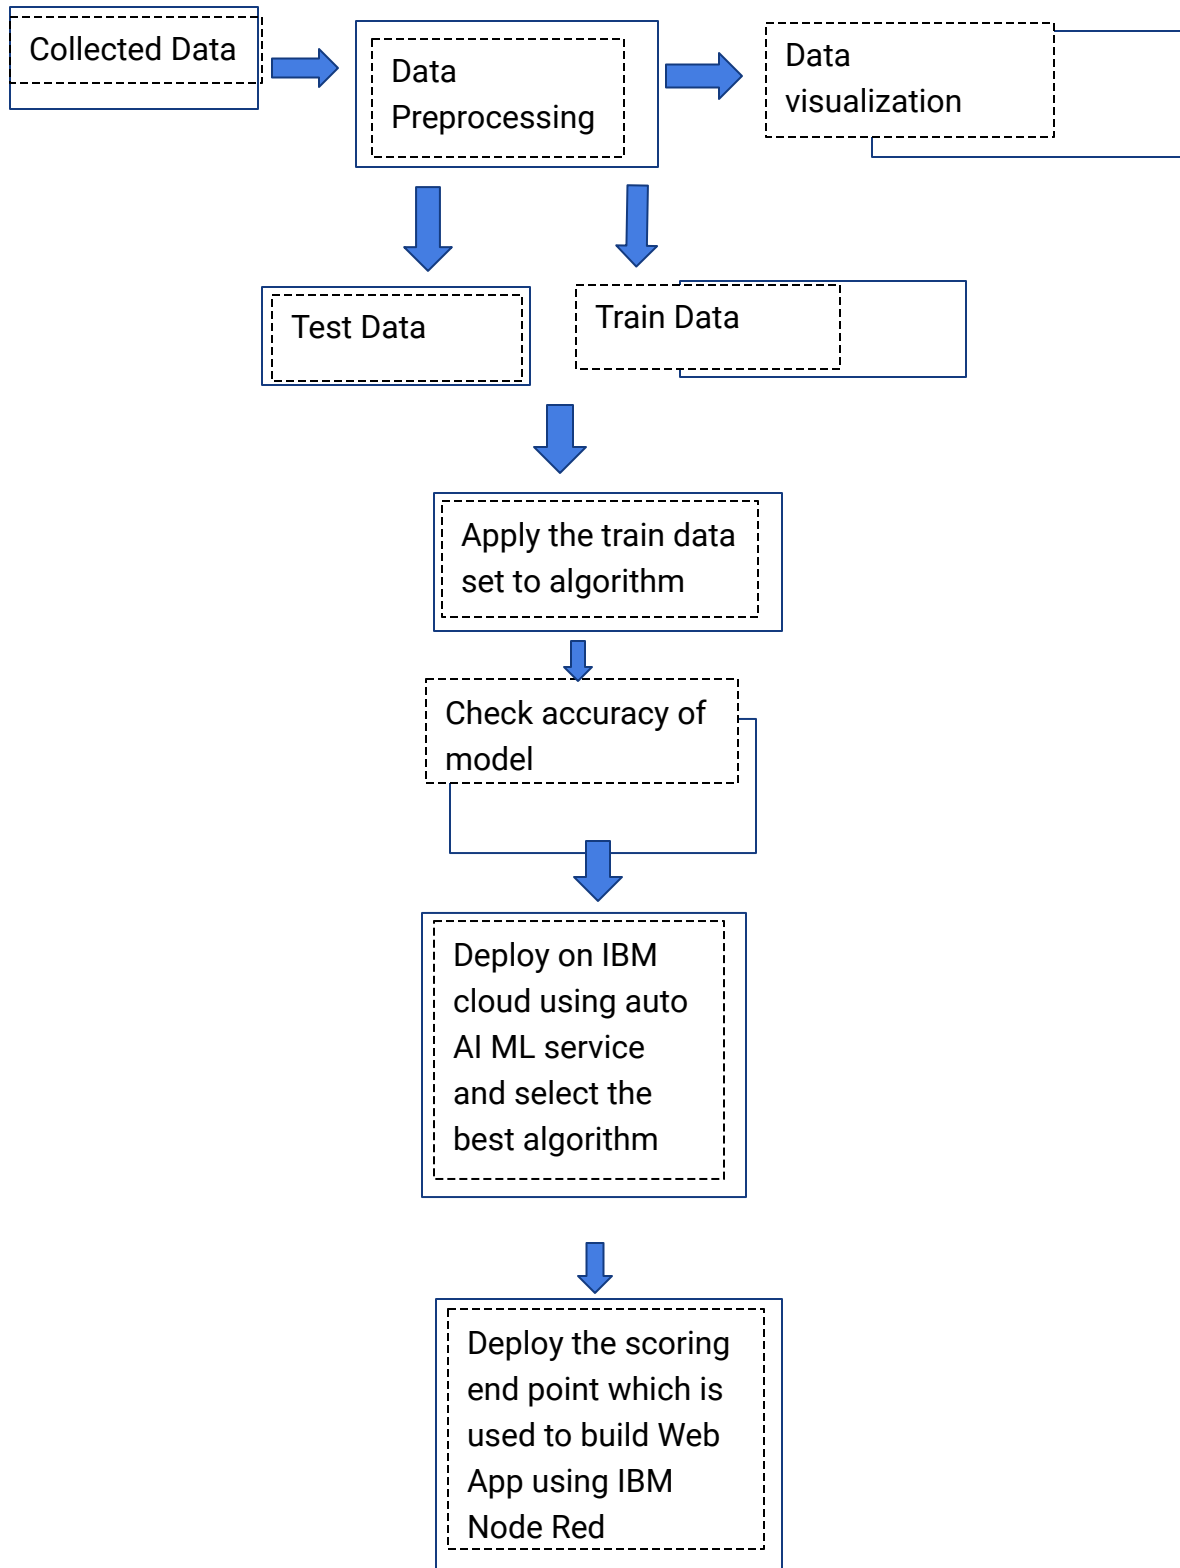 Collected Data
Data
Preprocessing
Data
visualization
Test Data
Train Data
Apply the train data
set to algorithm
Check accuracy of
model
Deploy on IBM
cloud using auto
AI ML service
and select the
best algorithm
Deploy the scoring
end point which is
used to build Web
App using IBM
Node Red